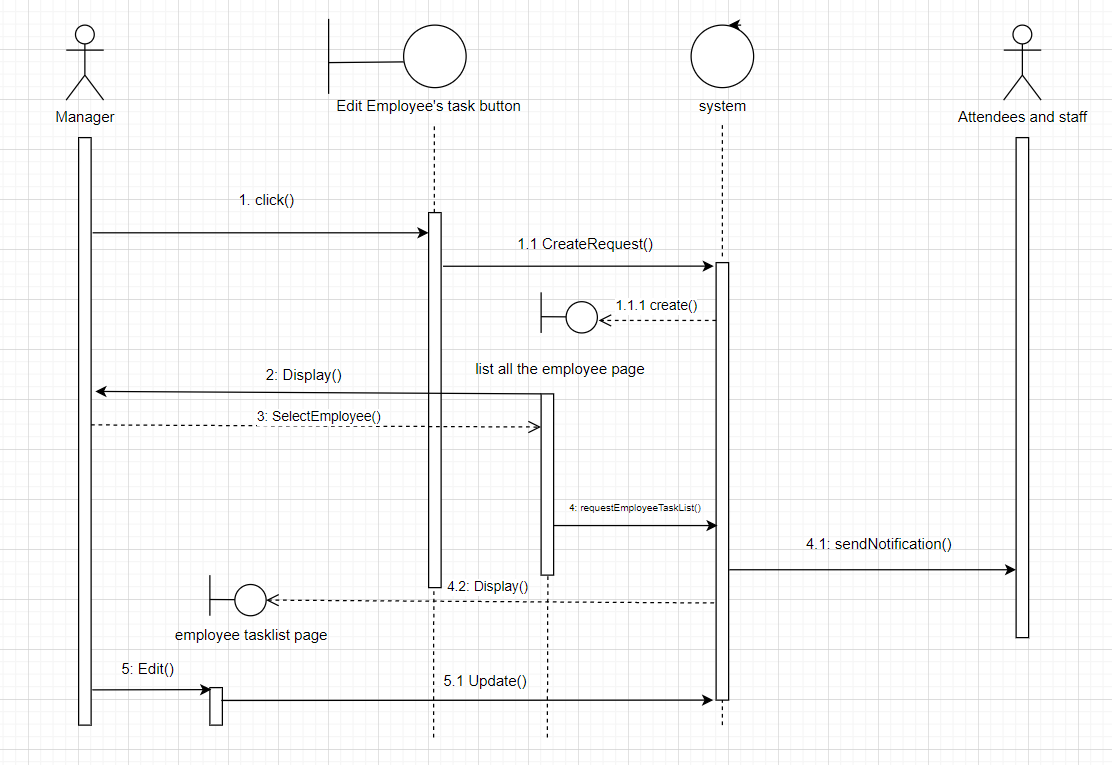 Edit Employee's task button
system
Manager
Attendees and staff
1. click()
1.1 CreateRequest()
1.1.1 create()
list all the employee page
2: Display()
3: SelectEmployee()
4: requestEmployeeTaskList()
4.1: sendNotification()
4.2: Display()
employee tasklist page
5: Edit()
5.1 Update()